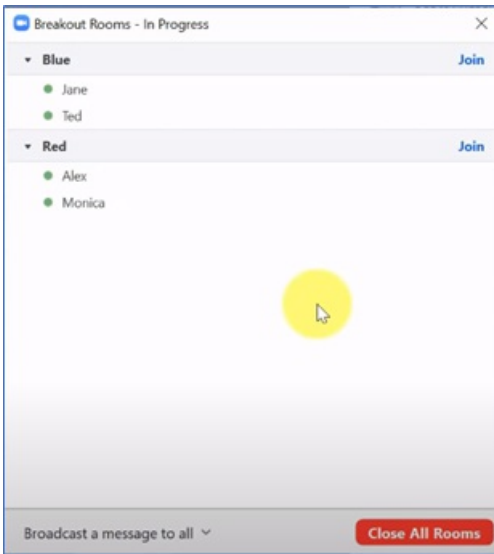 Breakout Rooms - In Progress
Blue Join
Jane
Ted
Red Join
Alex
Monica
Broadcast a message to all Close All Rooms